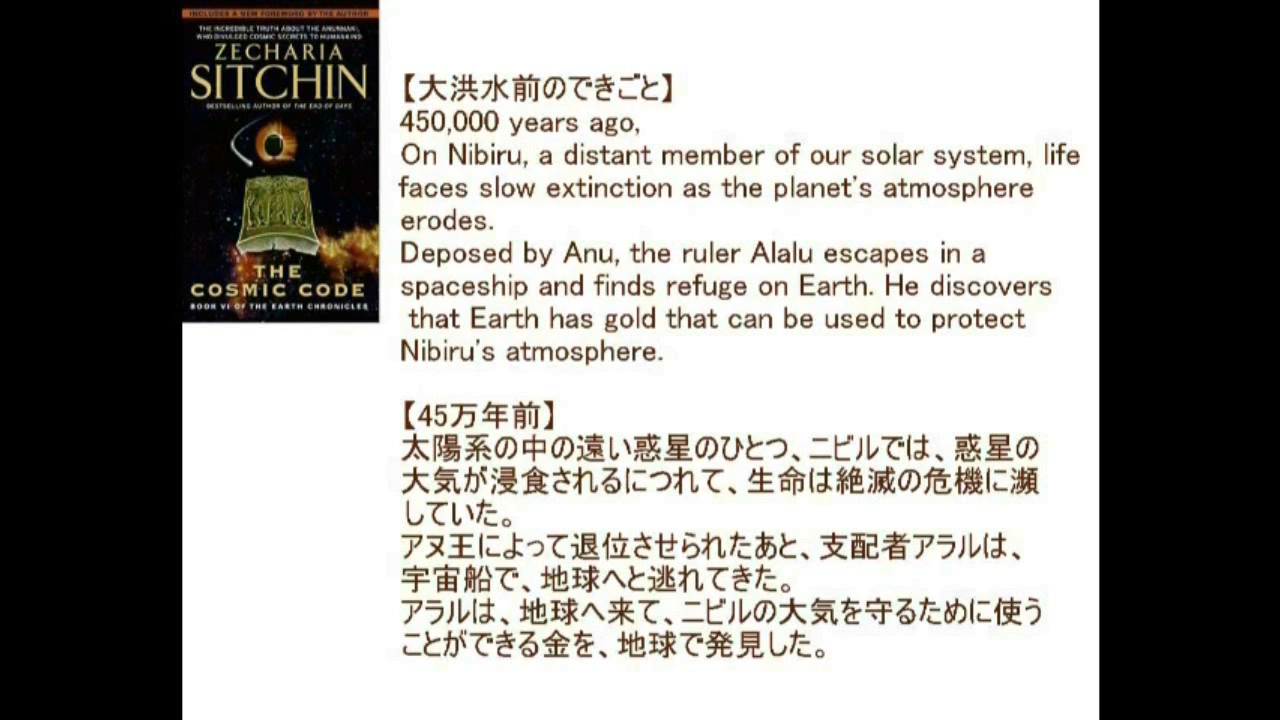 INCLUDES A NEW FOREWORD BY THE AUTHOR
THE INCREDIBLE TRUTH ABOUT THE ANUNNAKI,
WHO DIVULGED COSMIC SECRETS TO HUMANKIND
ZECHARIA
SITCHIN
BESTSELLING AUTHOR OF THE END OF DAYS
THE
COSMIC CODE
BOOK VI OF THE EARTH CHRONICLES
【大洪水前のできごと】
450,000 years ago,
On Nibiru, a distant member of our solar system, life
faces slow extinction as the planet's atmosphere
erodes.
Deposed by Anu, the ruler Alalu escapes in a
spaceship and finds refuge on Earth. He discovers
that Earth has gold that can be used to protect
Nibiru's atmosphere.
【45万年前】
太陽系の中の遠い惑星のひとつ、ニビルでは、惑星の
大気が浸食されるにつれて、生命は絶滅の危機に瀕
していた。
アヌ王によって退位させられたあと、支配者アラルは、
宇宙船で、地球へと逃れてきた。
アラルは、地球へ来て、ニビルの大気を守るために使う
ことができる金を、地球で発見した。